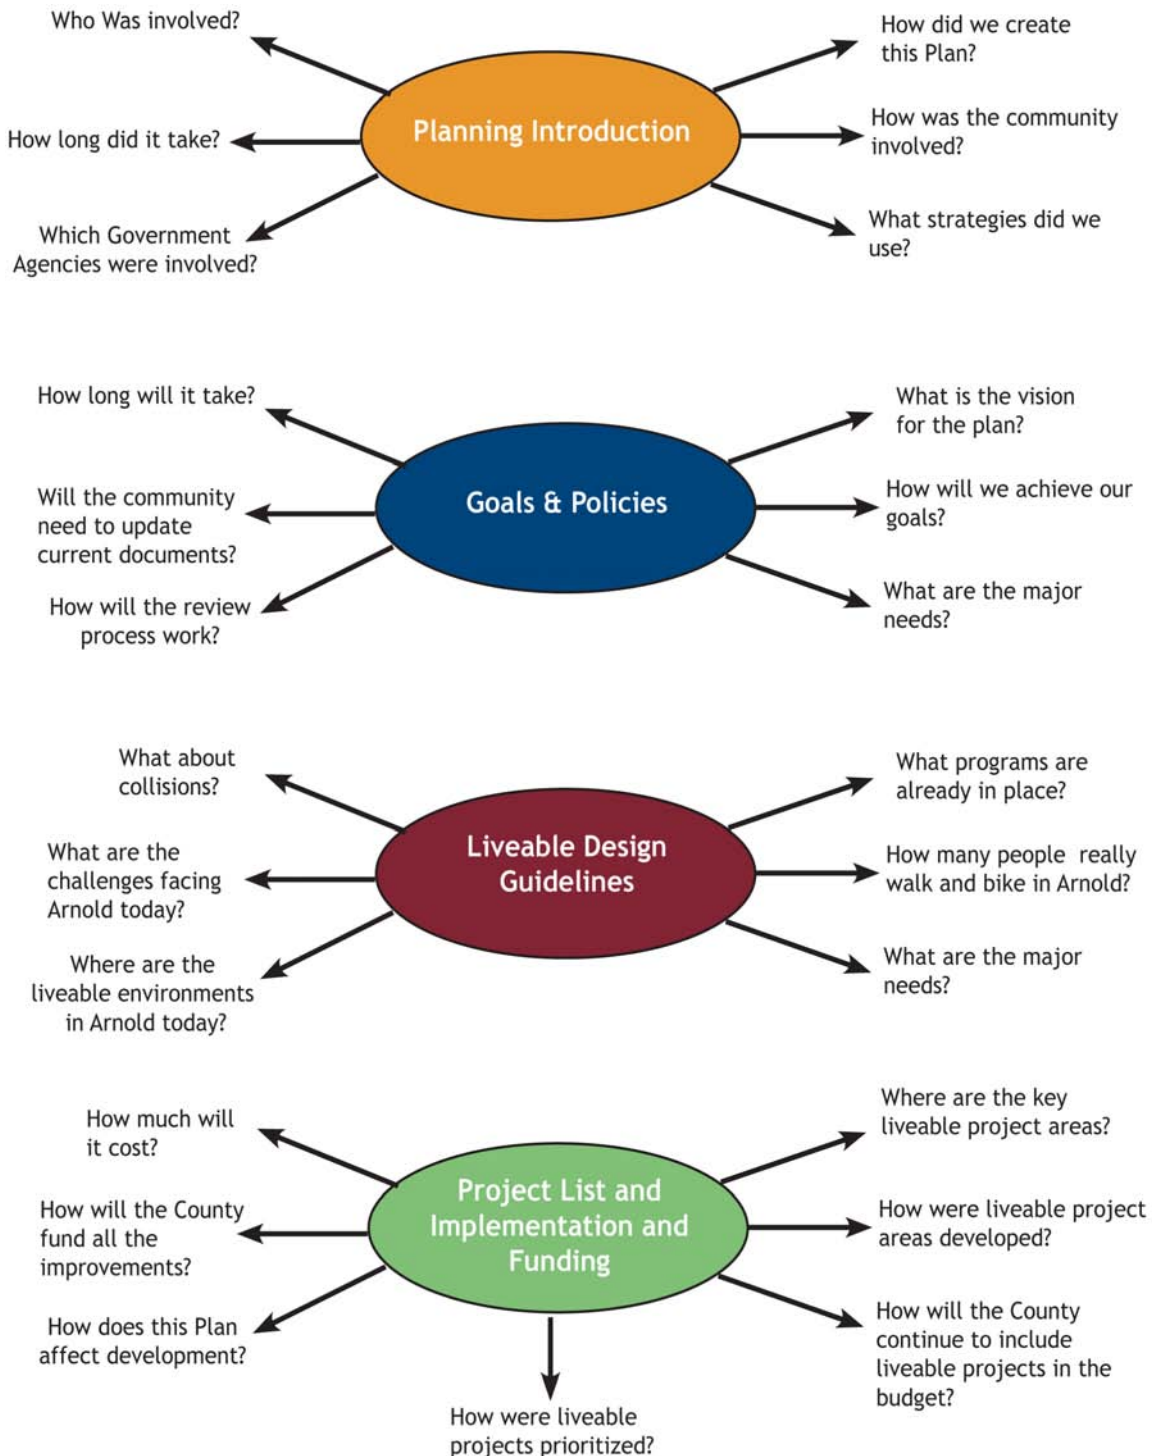 Who Was involved?
How long did it take?
Which Government
Agencies were involved?
Planning Introduction
How did we create
this Plan?
How was the community
involved?
What strategies did we
use?
How long will it take?
Will the community
need to update
current documents?
How will the review
process work?
Goals & Policies
What is the vision
for the plan?
How will we achieve our
goals?
What are the major
needs?
What about
collisions?
What are the
challenges facing
Arnold today?
Where are the
liveable environments
in Arnold today?
Liveable Design
Guidelines
What programs are
already in place?
How many people really
walk and bike in Arnold?
What are the major
needs?
How much will
it cost?
How will the County
fund all the
improvements?
How does this Plan
affect development?
Project List and
Implementation and
Funding
Where are the key
liveable project areas?
How were liveable project
areas developed?
How will the County
continue to include
liveable projects in the
budget?
How were liveable
projects prioritized?